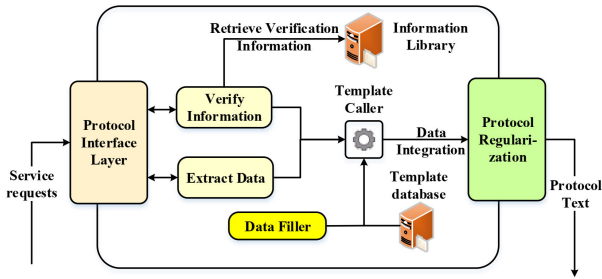 Retrieve Verification
Information
Information
Library
Verify
Information
Template
Caller
Protocol
Interface
Layer
Protocol
Regulari-
zation
Data
Integration
Service
requests
Extract Data
Template
database
Protocol
Text
Data Filler